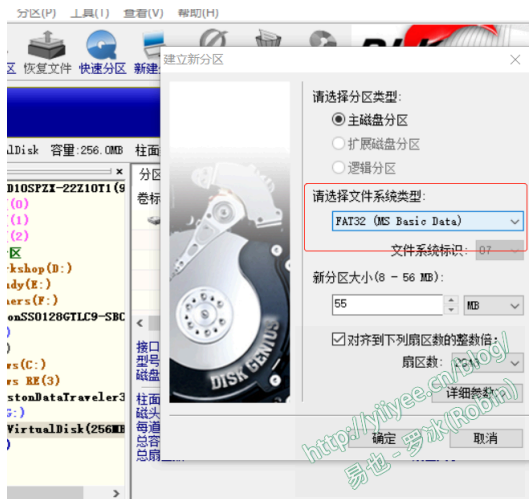 分区(P) 工具(T) 查看(V) 帮助(H)
区 恢复文件 快速分区 新建
建立新分区
lDisk 容量:256.0MB 柱面
D10SPZX-22Z10T1(9
(0)
(1)
(2)
区
rkshop(D:)
dy(E:)
ners(F:)
onSS0128GTLC9-SBC
)
)
ws(C:)
ws RE(3)
stonDataTraveler3
G:)
VirtualDisk(256MB
)
分区
卷标
接口
型号
磁盘
柱面
磁头
每道
总容
总扇
DISK GENIUS
请选择分区类型:
主磁盘分区
扩展磁盘分区
逻辑分区
请选择文件系统类型:
FAT32 (MS Basic Data)
文件系统标识: 07
新分区大小(8 - 56 MB):
55 MB
对齐到下列扇区数的整数倍:
扇区数:
详细参数>>
确定 取消
http://yiiyee.cn/blog/
易也-罗冰(Robin)